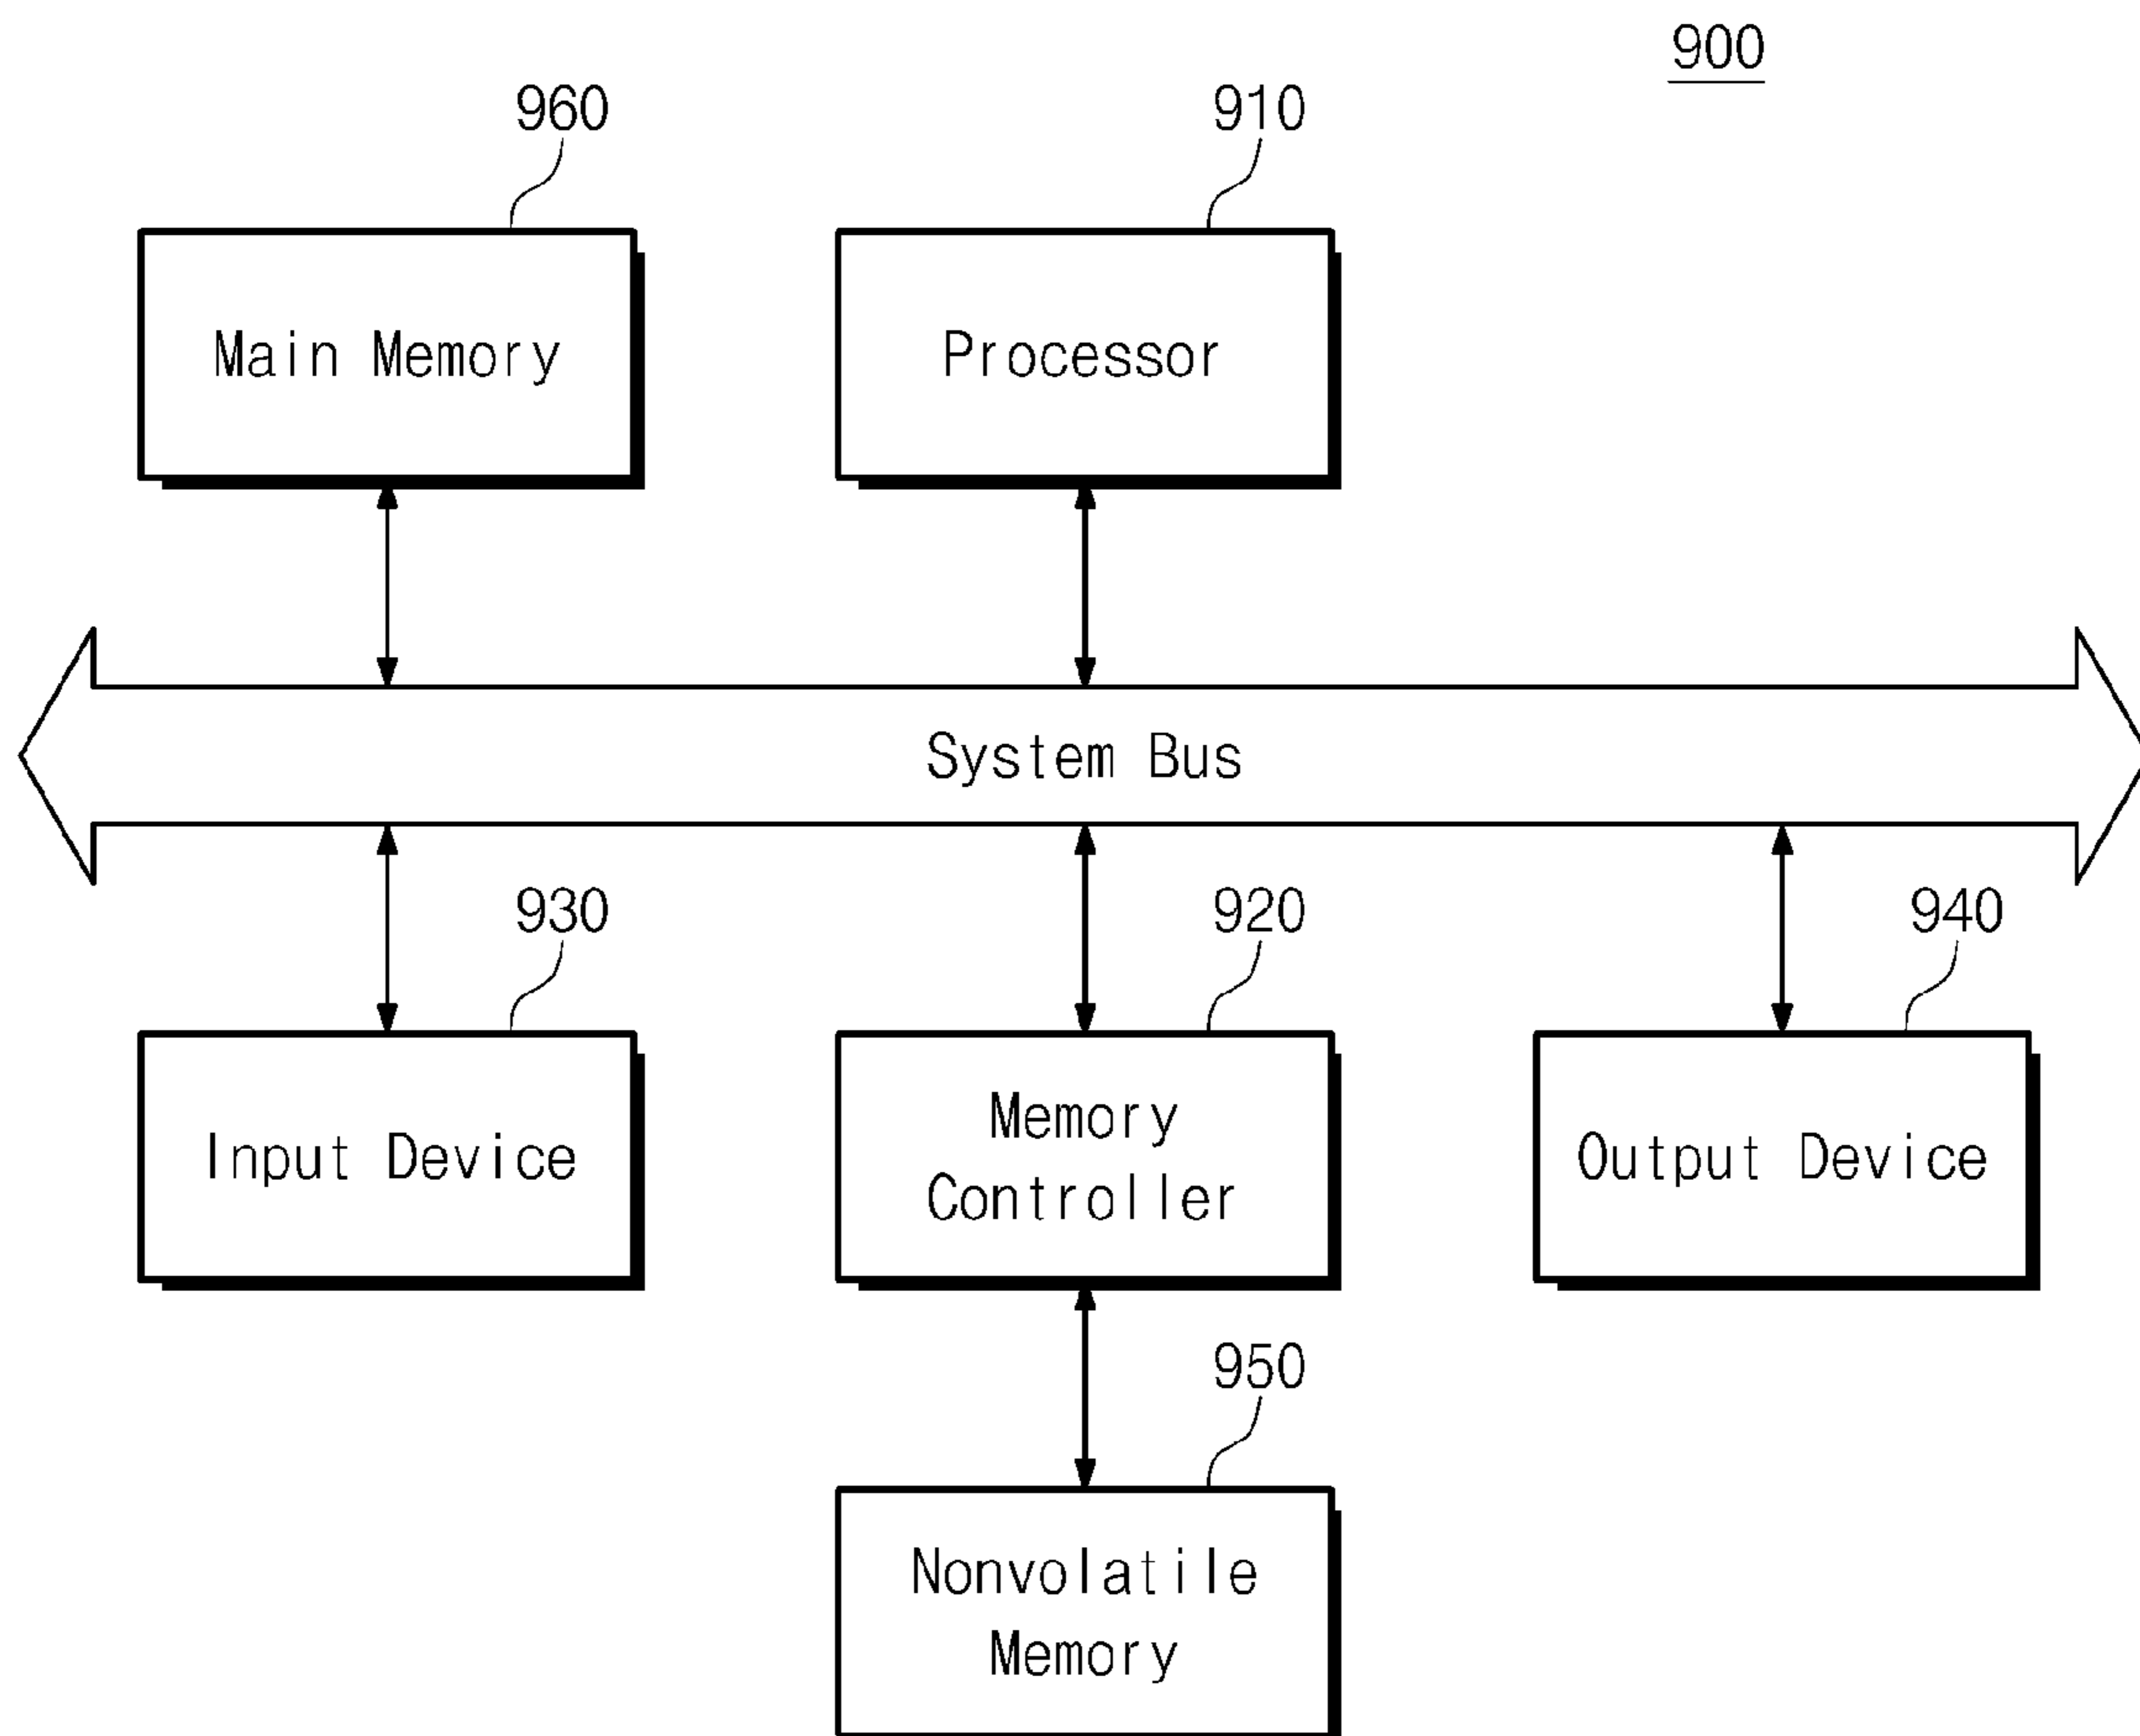 900
960
910
Main Memory
Processor
System Bus
930
920
940
Input Device
Memory
Controller
Output Device
950
Nonvolatile
Memory